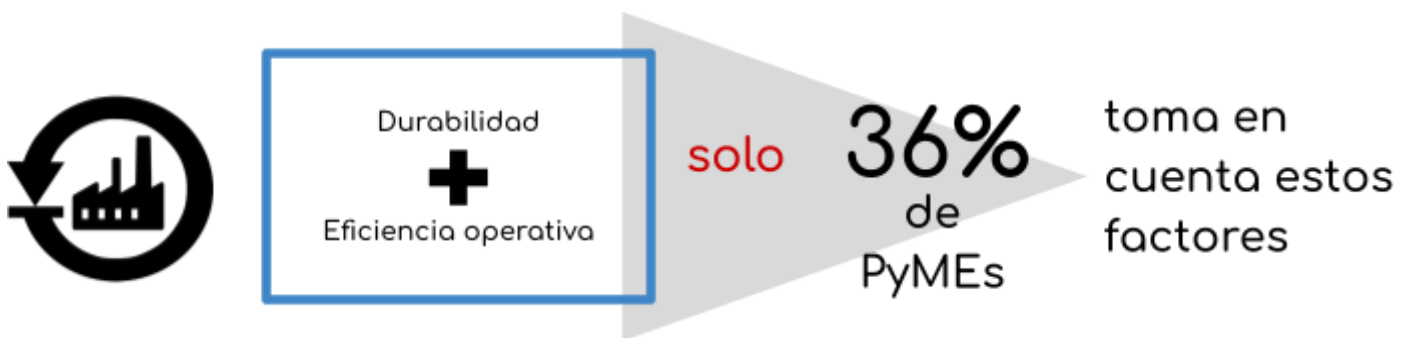 Durabilidad
Eficiencia operativa
solo
36%
de
PyMEs
toma en
cuenta estos
factores